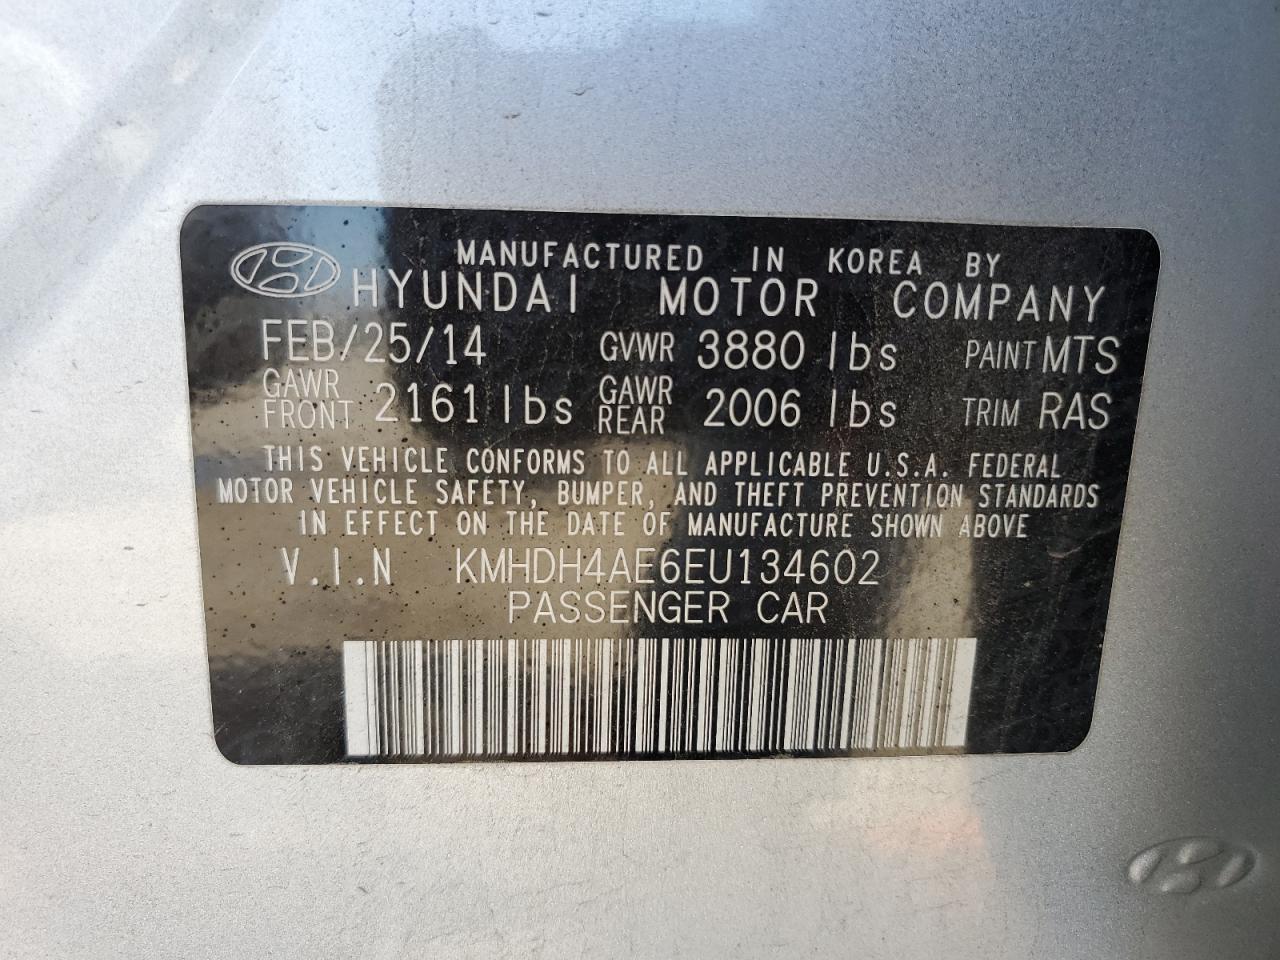 MANUFACTURED IN KOREA BY
HYUNDAI MOTOR COMPANY
FEB/25/14 GVWR 3880 lbs PAINT MTS
GAWR FRONT 2161 lbs GAWR REAR 2006 lbs TRIM RAS
THIS VEHICLE CONFORMS TO ALL APPLICABLE U.S.A. FEDERAL
MOTOR VEHICLE SAFETY, BUMPER, AND THEFT PREVENTION STANDARDS
IN EFFECT ON THE DATE OF MANUFACTURE SHOWN ABOVE
V.I.N KMHDH4AE6EU134602
PASSENGER CAR